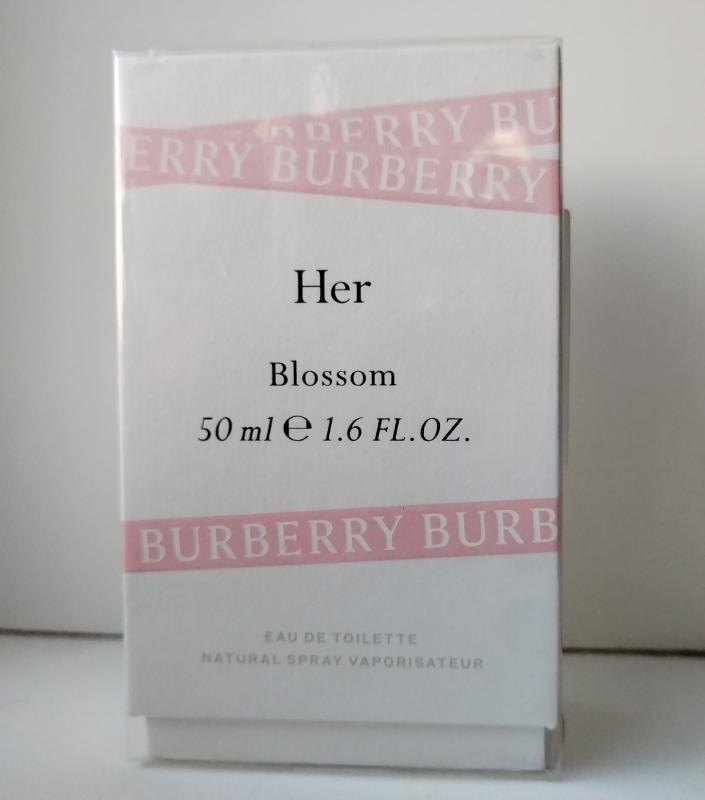 BERRY BU
ERRY BURBERRY
Her
Blossom
50 ml ℮ 1.6 FL.OZ.
BURBERRY BURB
EAU DE TOILETTE
NATURAL SPRAY VAPORISATEUR